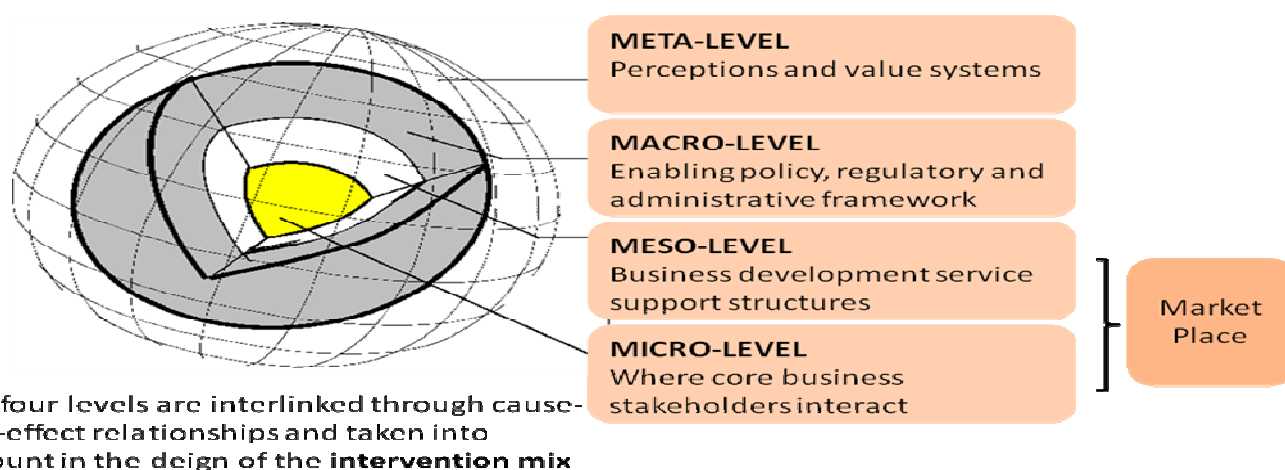 META-LEVEL
Perceptions and value systems
MACRO-LEVEL
Enabling policy, regulatory and
administrative framework
MESO-LEVEL
Business development service
support structures
MICRO-LEVEL
Where core business
stakeholders interact
Market
Place
four levels are interlinked through cause-
-effect relationships and taken into
ount in the deign of the intervention mix